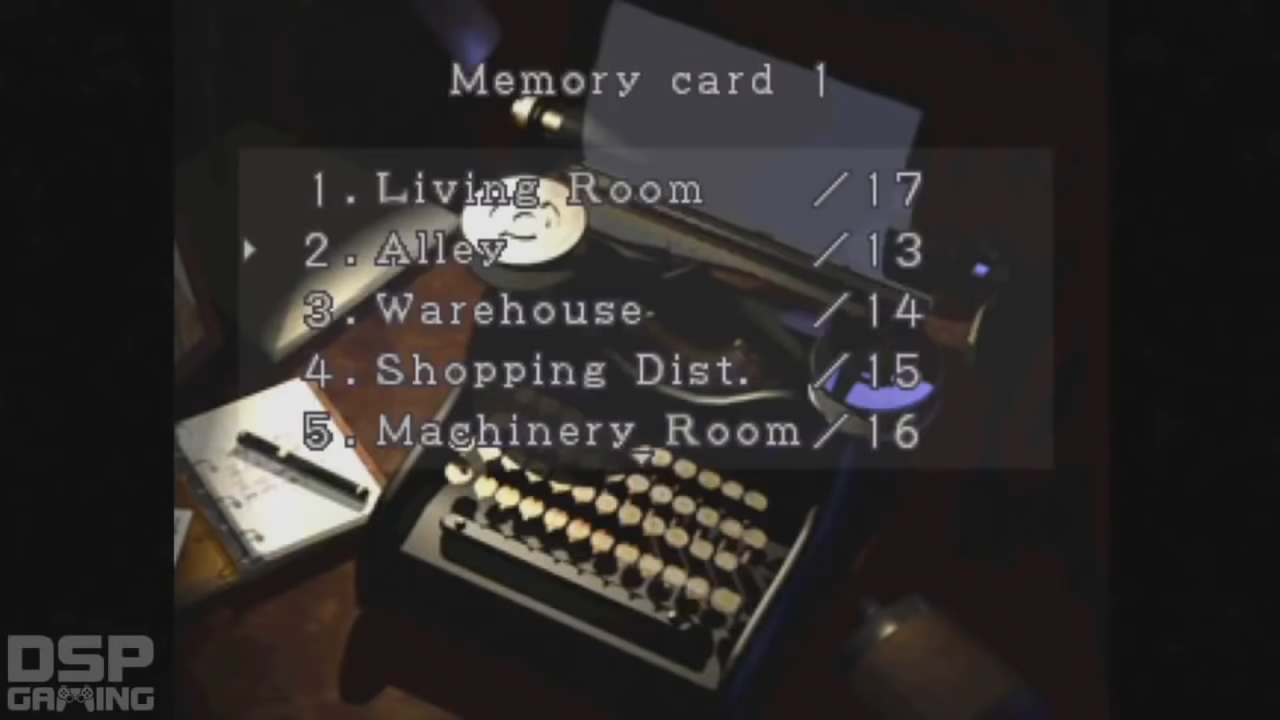 Memory card 1
1. Living Room /17
2. Alley /13
3. Warehouse /14
4. Shopping Dist. /15
5. Machinery Room /16
DSP
GAMING